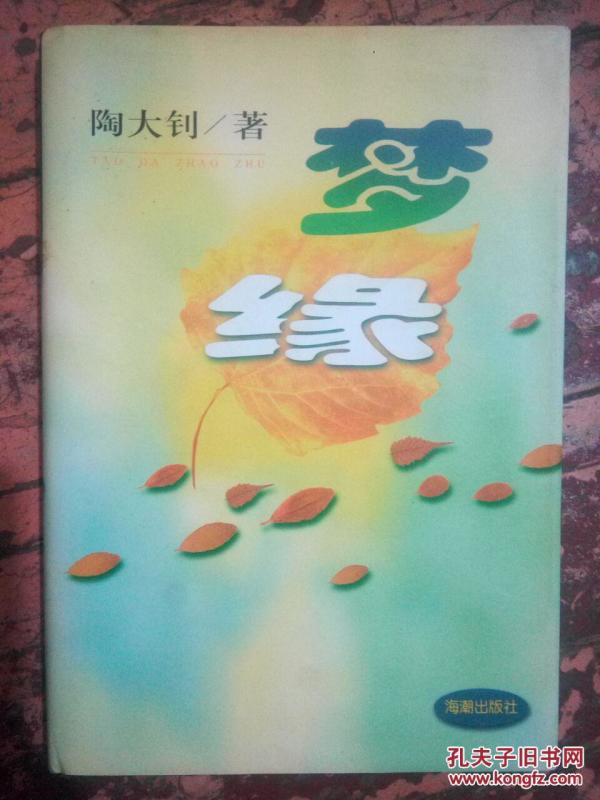 陶大钊／著
TAO DA ZHAO ZHU
梦
缘
海潮出版社
孔夫子旧书网
www.kongfz.com